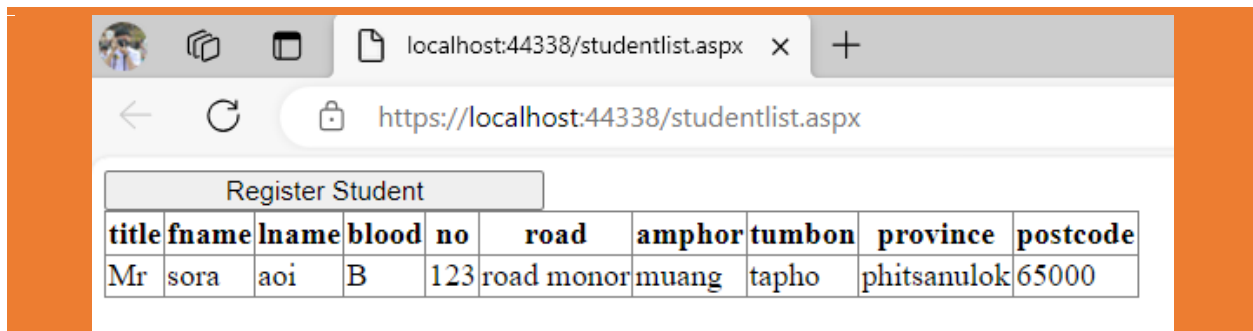 localhost:44338/studentlist.aspx
https://localhost:44338/studentlist.aspx
Register Student
title fname lname blood no road amphor tumbon province postcode
Mr sora aoi B 123 road monor muang tapho phitsanulok 65000